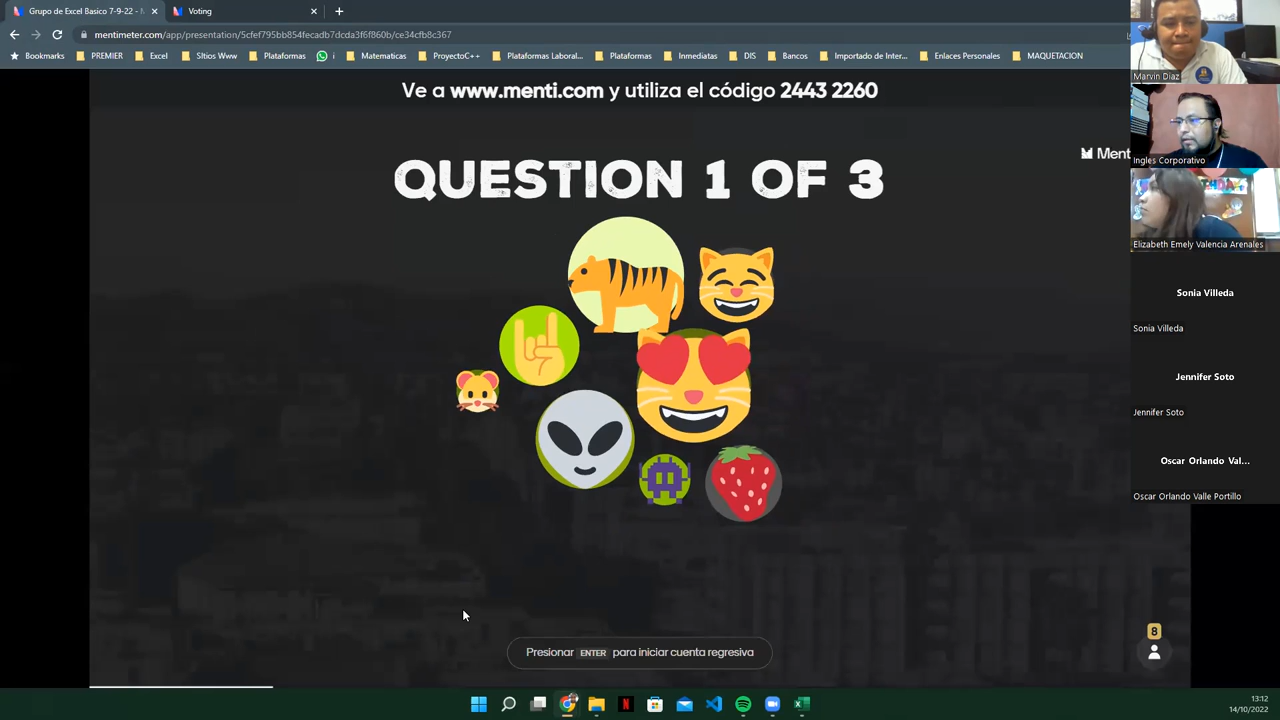 Grupo de Excel Basico 7-9-22 - M
Voting
mentimeter.com/app/presentation/5cfef795bb854fecadb7dcda3f6f860b/ce34cfb8c367
Bookmarks PREMIER Excel Sitios Www Plataformas i Matematicas ProyectoC++ Plataformas Laboral... Plataformas Inmediatas DIS Bancos Importado de Inter... Enlaces Personales MAQUETACION
Ve a www.menti.com y utiliza el código 2443 2260
Marvin Diaz
Ment
QUESTION 1 OF 3
Ingles Corporativo
Elizabeth Emely Valencia Arenales
Sonia Villeda
Sonia Villeda
Jennifer Soto
Jennifer Soto
Oscar Orlando Val...
Oscar Orlando Valle Portillo
Presionar ENTER para iniciar cuenta regresiva
8
13:12
14/10/2022